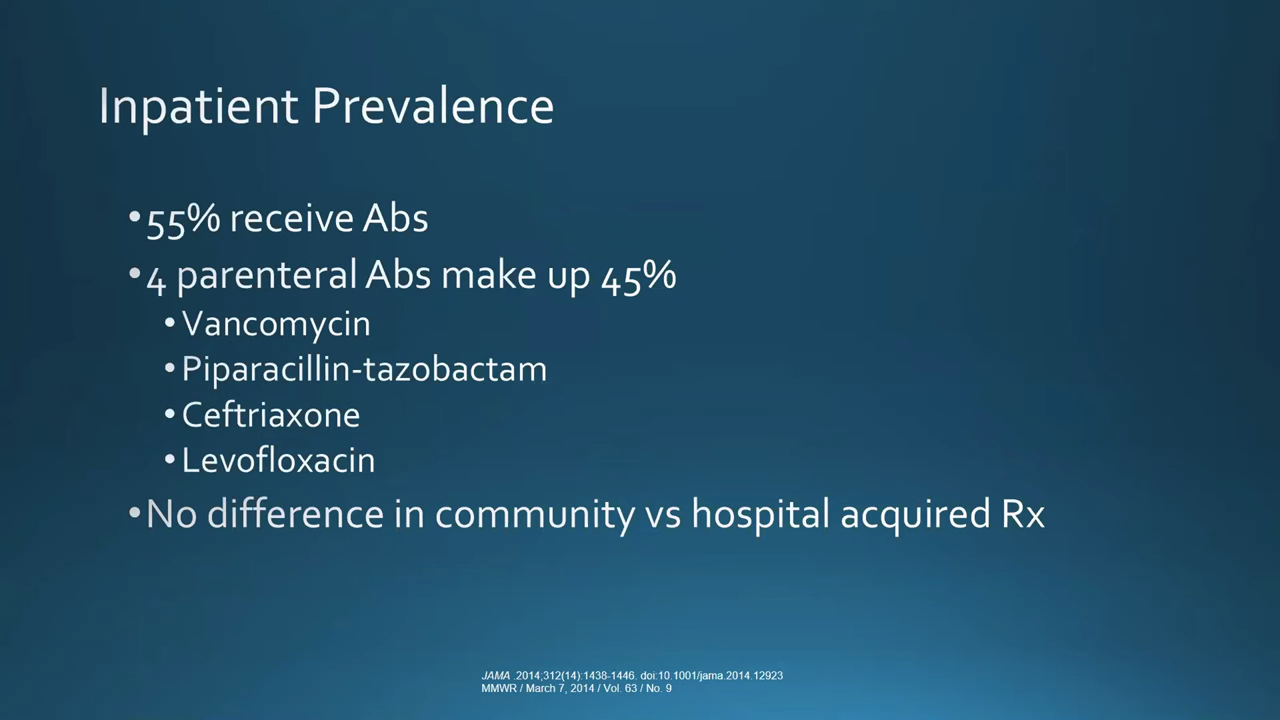 Inpatient Prevalence
•55% receive Abs
•4 parenteral Abs make up 45%
•Vancomycin
•Piparacillin-tazobactam
•Ceftriaxone
•Levofloxacin
•No difference in community vs hospital acquired Rx
JAMA .2014;312(14):1438-1446. doi:10.1001/jama.2014.12923
MMWR / March 7, 2014 / Vol. 63 / No. 9